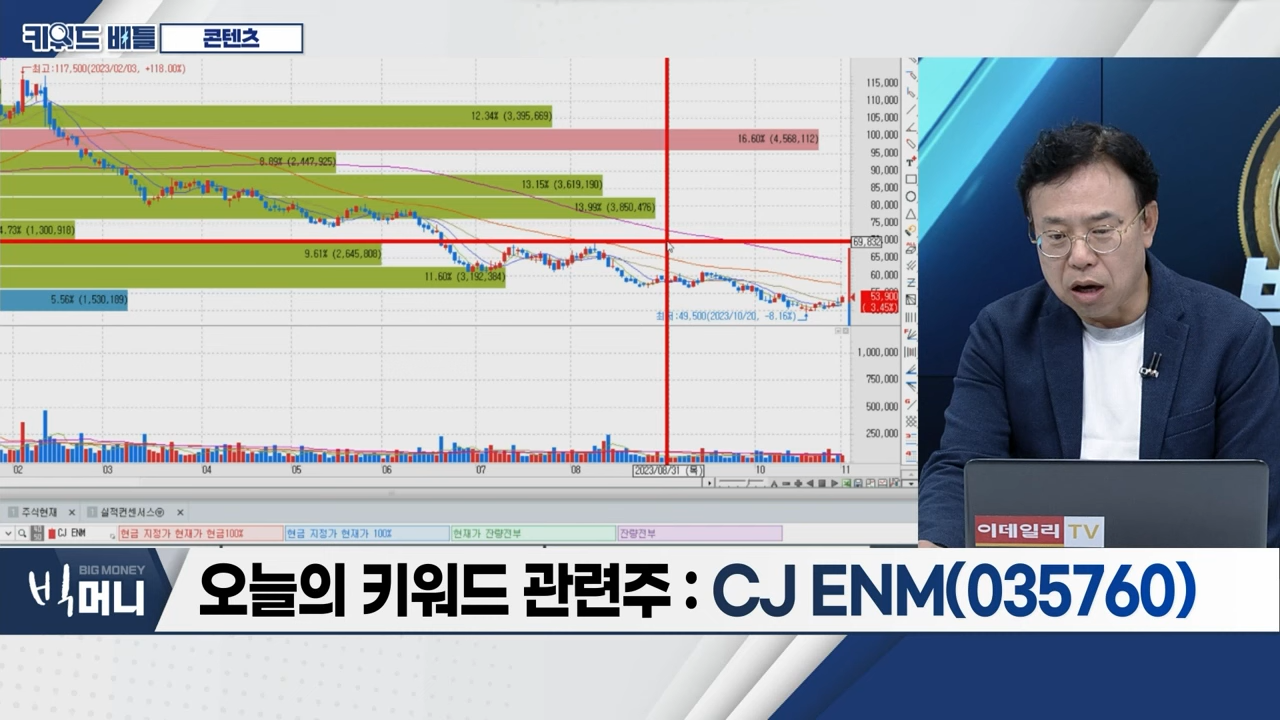 키워드 배틀 콘텐츠
최고:117,500(2023/02/03, +118.00%)
115,000
110,000
12.34% (3,395,669)
105,000
16.60% (4,568,112)
100,000
95,000
8.89% (2,447,925)
90,000
13.15% (3,619,190)
85,000
13.99% (3,850,476)
80,000
75,000
4.73% (1,300,918)
69,832
9.61% (2,645,808)
65,000
11.60% (3,192,384)
60,000
5.56% (1,530,189)
53,900
( 3.45%)
최저:49,500(2023/10/20, -8.16%)
1,000,000
750,000
500,000
250,000
02 03 04 05 06 07 08 2023/08/31 (목) 10 11
1 주식현재 × 1 실적컨센서스 ×
CJ ENM 현금 지정가 현재가 현금100% 현금 지정가 현재가 100% 현재가 잔량전부 잔량전부
이데일리 TV
BIG MONEY
빅머니
오늘의 키워드 관련주 : CJ ENM(035760)